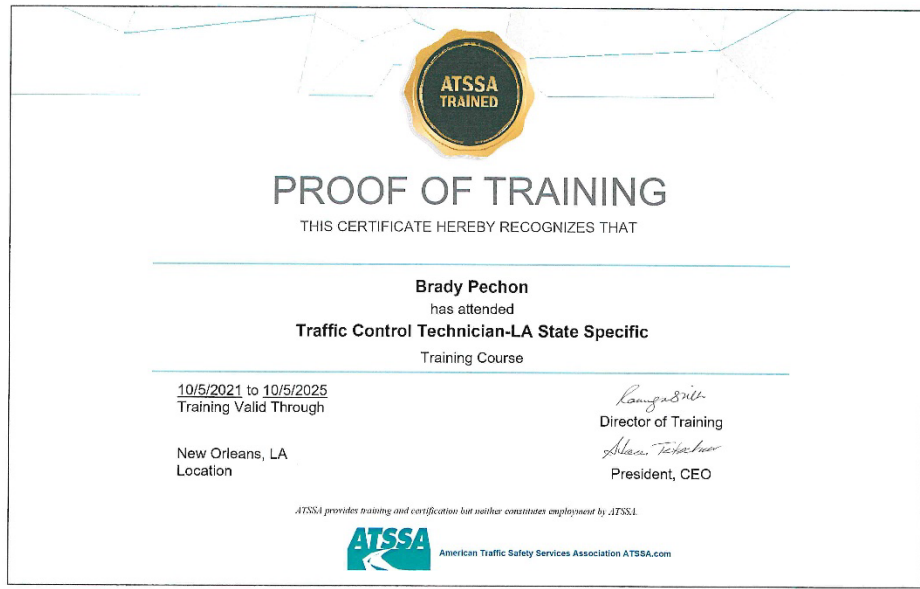 ATSSA
TRAINED
PROOF OF TRAINING
THIS CERTIFICATE HEREBY RECOGNIZES THAT
Brady Pechon
has attended
Traffic Control Technician-LA State Specific
Training Course
10/5/2021 to 10/5/2025
Training Valid Through
Director of Training
New Orleans, LA
Location
President, CEO
ATSSA provides training and certification but neither constitutes employment by ATSSA.
ATSSA
American Traffic Safety Services Association ATSSA.com